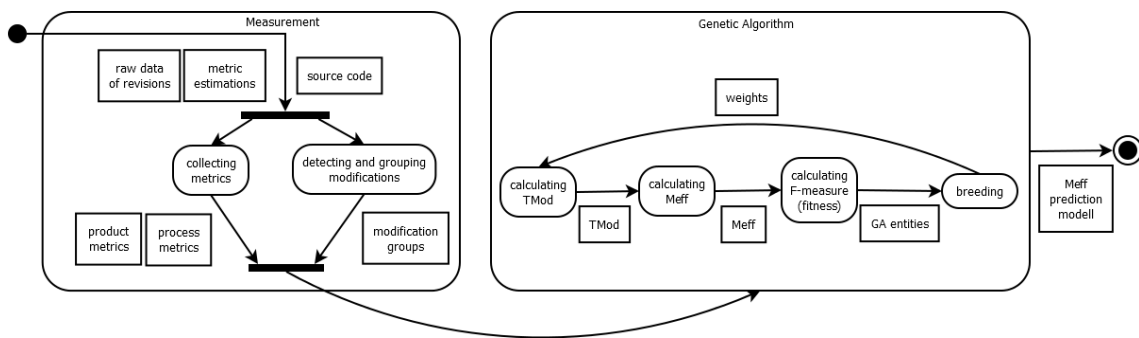 Measurement
raw data
of revisions
metric
estimations
source code
collecting
metrics
detecting and grouping
modifications
product
metrics
process
metrics
modification
groups
Genetic Algorithm
weights
calculating
TMod
calculating
Meff
calculating
F-measure
(fitness)
breeding
TMod
Meff
GA entities
Meff
prediction
modell